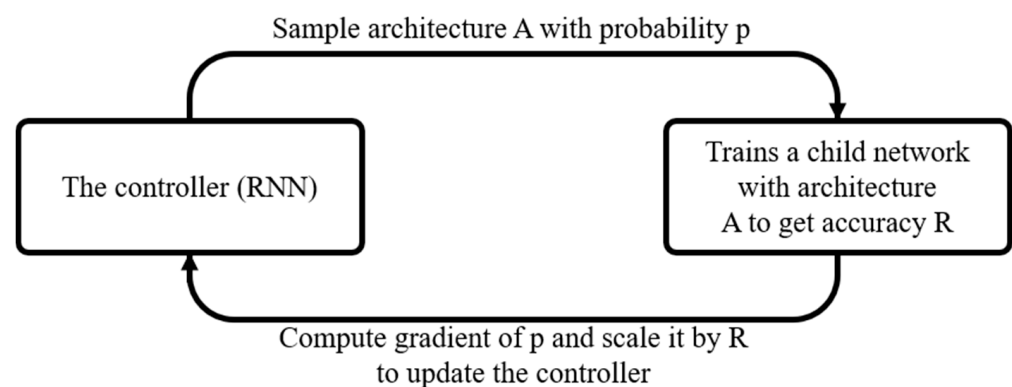 Sample architecture A with probability p
The controller (RNN)
Trains a child network
with architecture
A to get accuracy R
Compute gradient of p and scale it by R
to update the controller